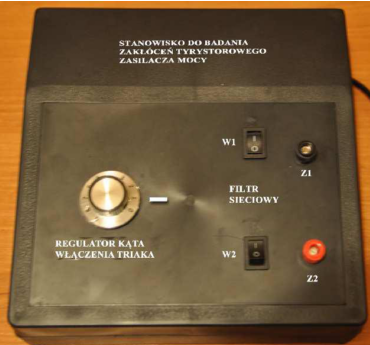 STANOWISKO DO BADANIA
ZAKŁÓCEŃ TYRYSTOROWEGO
ZASILACZA MOCY
W1
Z1
FILTR
SIECIOWY
REGULATOR KĄTA
WŁĄCZENIA TRIAKA
W2
Z2